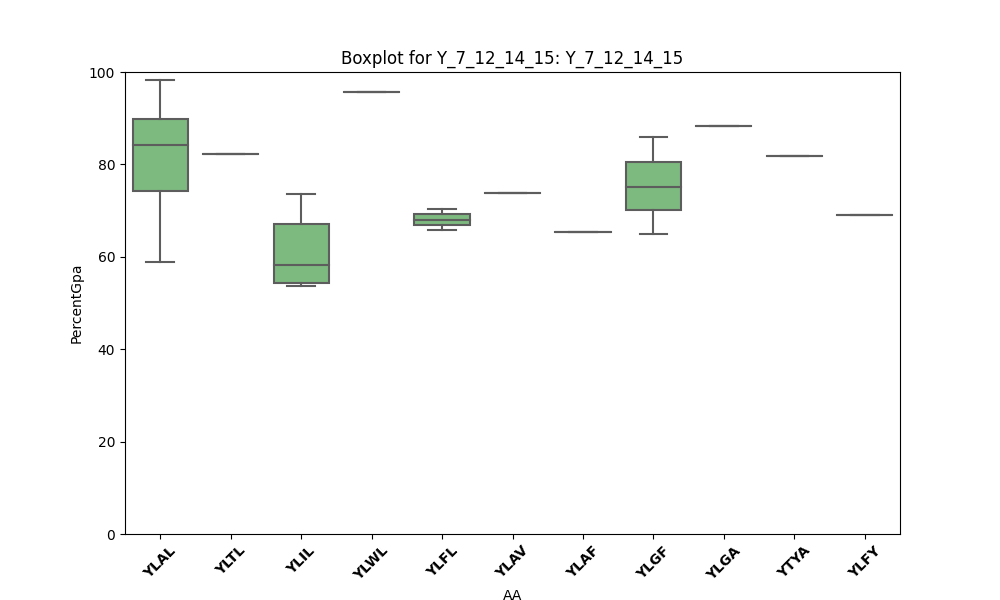 Boxplot for Y_7_12_14_15: Y_7_12_14_15
PercentGpa
100
80
60
40
20
0
YLAL
YLTL
YLIL
YLWL
YLFL
YLAV
YLAF
YLGF
YLGA
YTYA
YLFY
AA